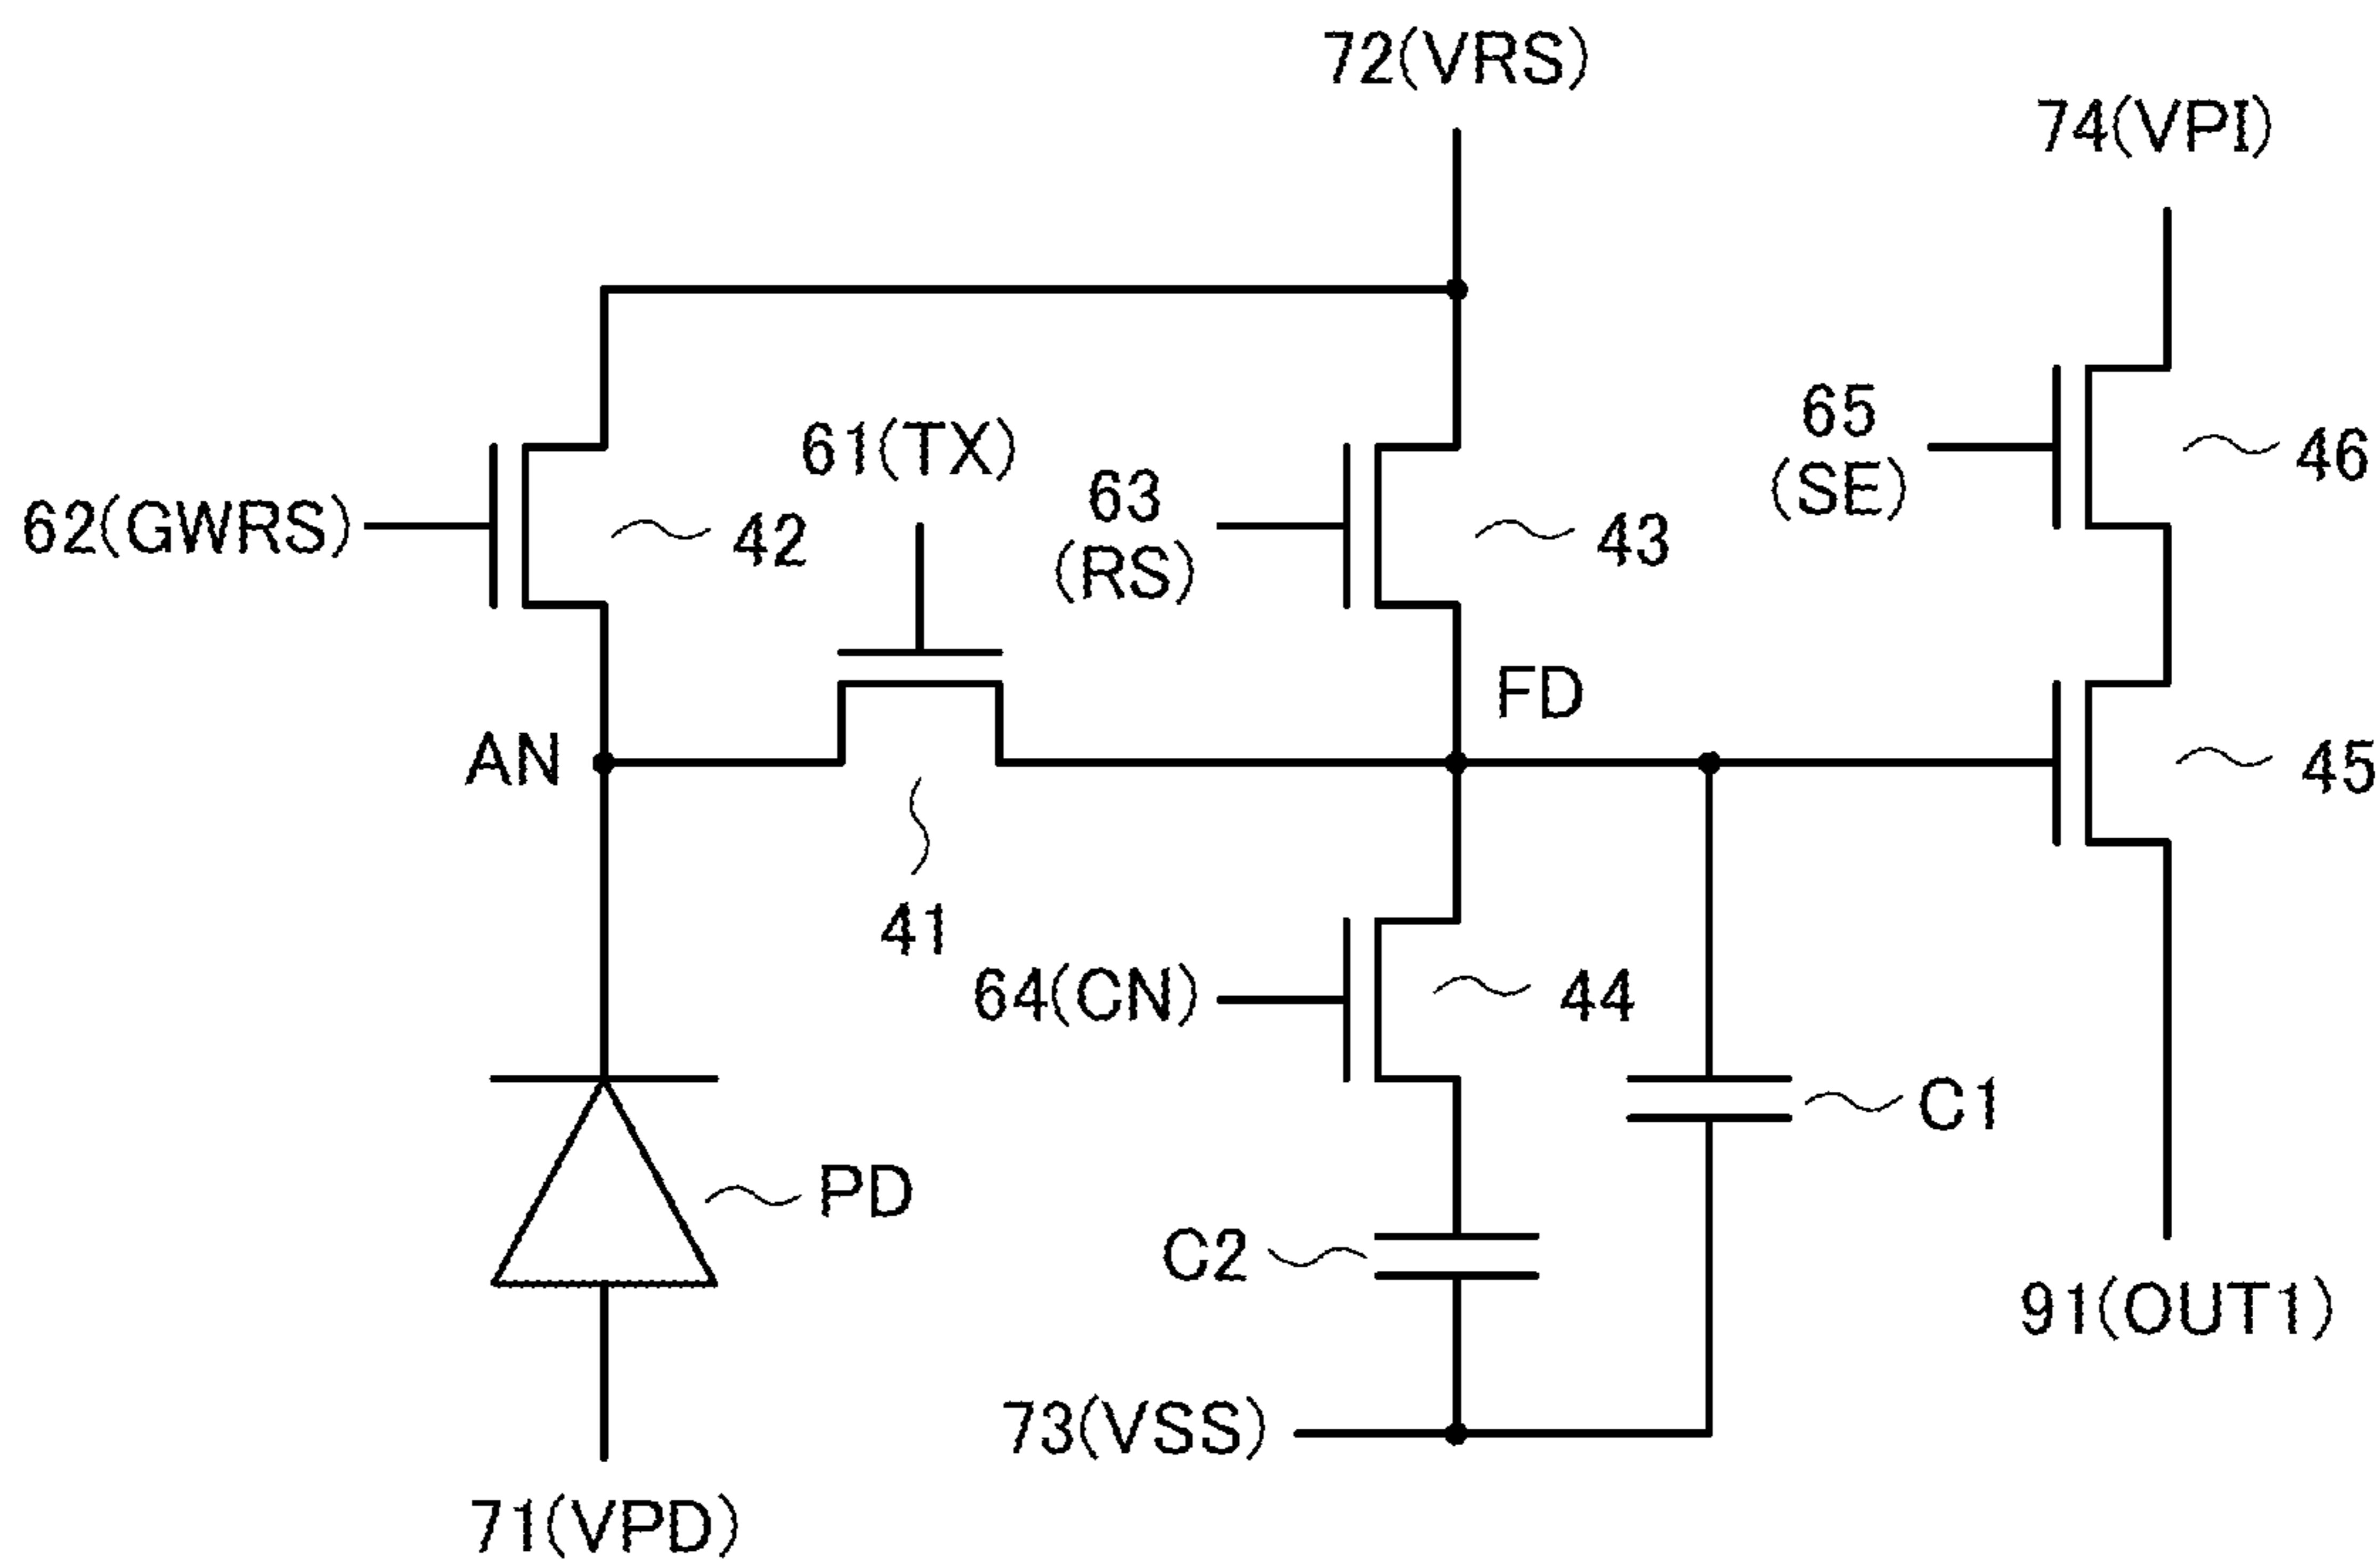 72(VRS)
74(VPI)
61(TX)
65
(SE)
46
63
(RS)
62(GWRS)
42
43
FD
AN
45
41
64(CN)
44
C1
PD
C2
91(OUT1)
73(VSS)
71(VPD)